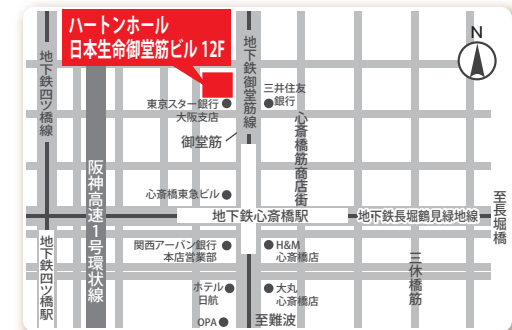 ハートンホール
日本生命御堂筋ビル 12F
N
地下鉄四ツ橋線
地下鉄御堂筋線
三井住友
銀行
東京スター銀行
大阪支店
御堂筋
心斎橋筋商店街
阪神高速1号環状線
心斎橋東急ビル
至長堀橋
地下鉄心斎橋駅
地下鉄長堀鶴見緑地線
地下鉄四ツ橋駅
関西アーバン銀行
本店営業部
H&M
心斎橋店
三休橋筋
ホテル
日航
大丸
心斎橋店
OPA
至難波